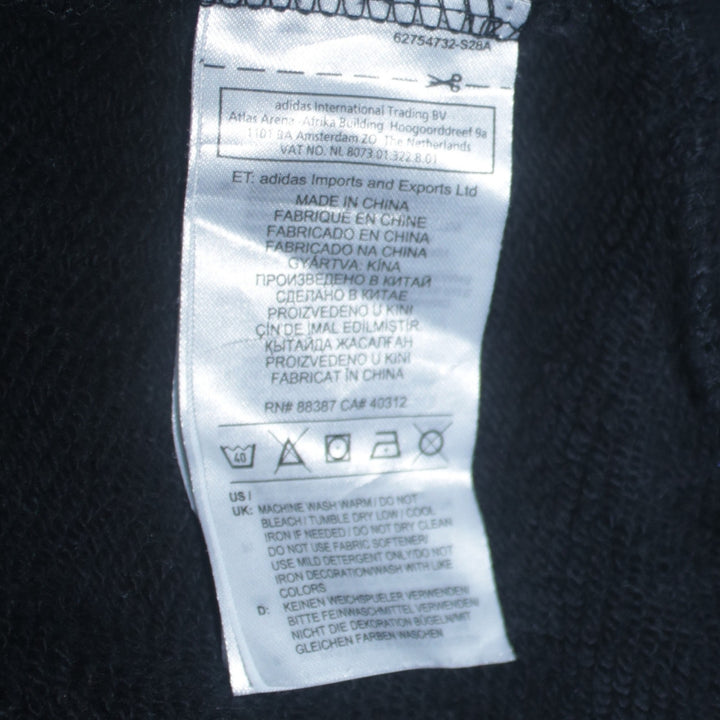 62754732-S28A
adidas International Trading BV
Atlas Arena -Afrika Building Hoogoorddreef 9a
1101 BA Amsterdam ZO The Netherlands
VAT NO. NL 8073.01.322.B.01
ET: adidas Imports and Exports Ltd
MADE IN CHINA
FABRIQUÉ EN CHINE
FABRICADO EN CHINA
FABRICADO NA CHINA
GYÁRTVA: KÍNA
ПРОИЗВЕДЕНО В КИТАЙ
СДЕЛАНО В КИТАЕ
PROIZVEDENO U KINI
ÇİN'DE İMAL EDİLMİŞTİR.
ҚЫТАЙДА ЖАСАЛҒАН
PROIZVEDENO U KINI
FABRICAT ÎN CHINA
RN# 88387 CA# 40312
40
US /
UK: MACHINE WASH WARM / DO NOT
BLEACH / TUMBLE DRY LOW / COOL
IRON IF NEEDED / DO NOT DRY CLEAN
DO NOT USE FABRIC SOFTENER/
USE MILD DETERGENT ONLY/DO NOT
IRON DECORATION/WASH WITH LIKE
COLORS
D: KEINEN WEICHSPUELER VERWENDEN/
BITTE FEINWASCHMITTEL VERWENDEN/
NICHT DIE DEKORATION BÜGELN/MIT
GLEICHEN FARBEN WASCHEN